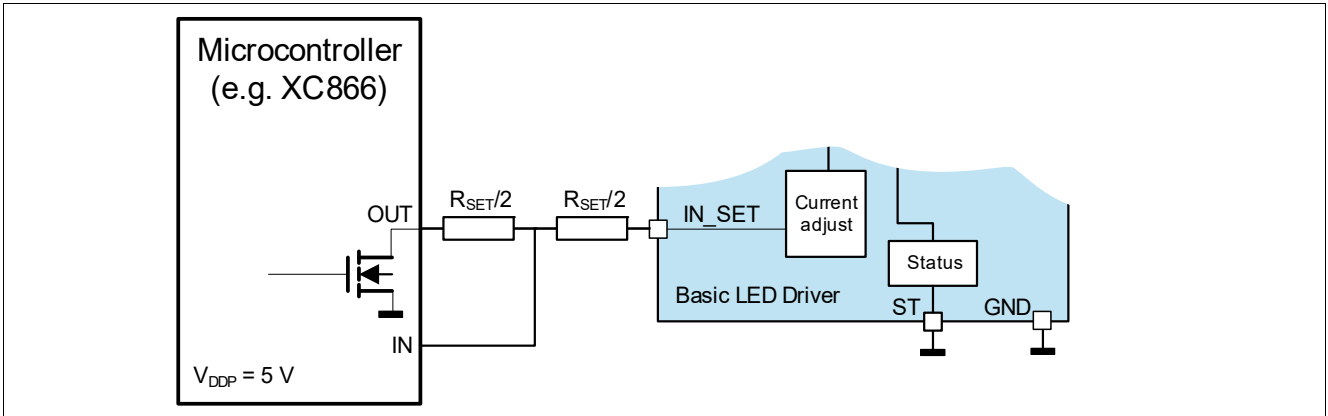 Microcontroller
(e.g. XC866)
OUT
RSET/2
RSET/2
IN_SET
Current
adjust
Status
Basic LED Driver
ST
GND
IN
VDDP = 5 V